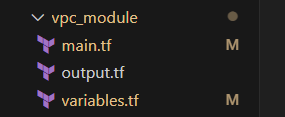 vpc_module
main.tf M
output.tf
variables.tf M